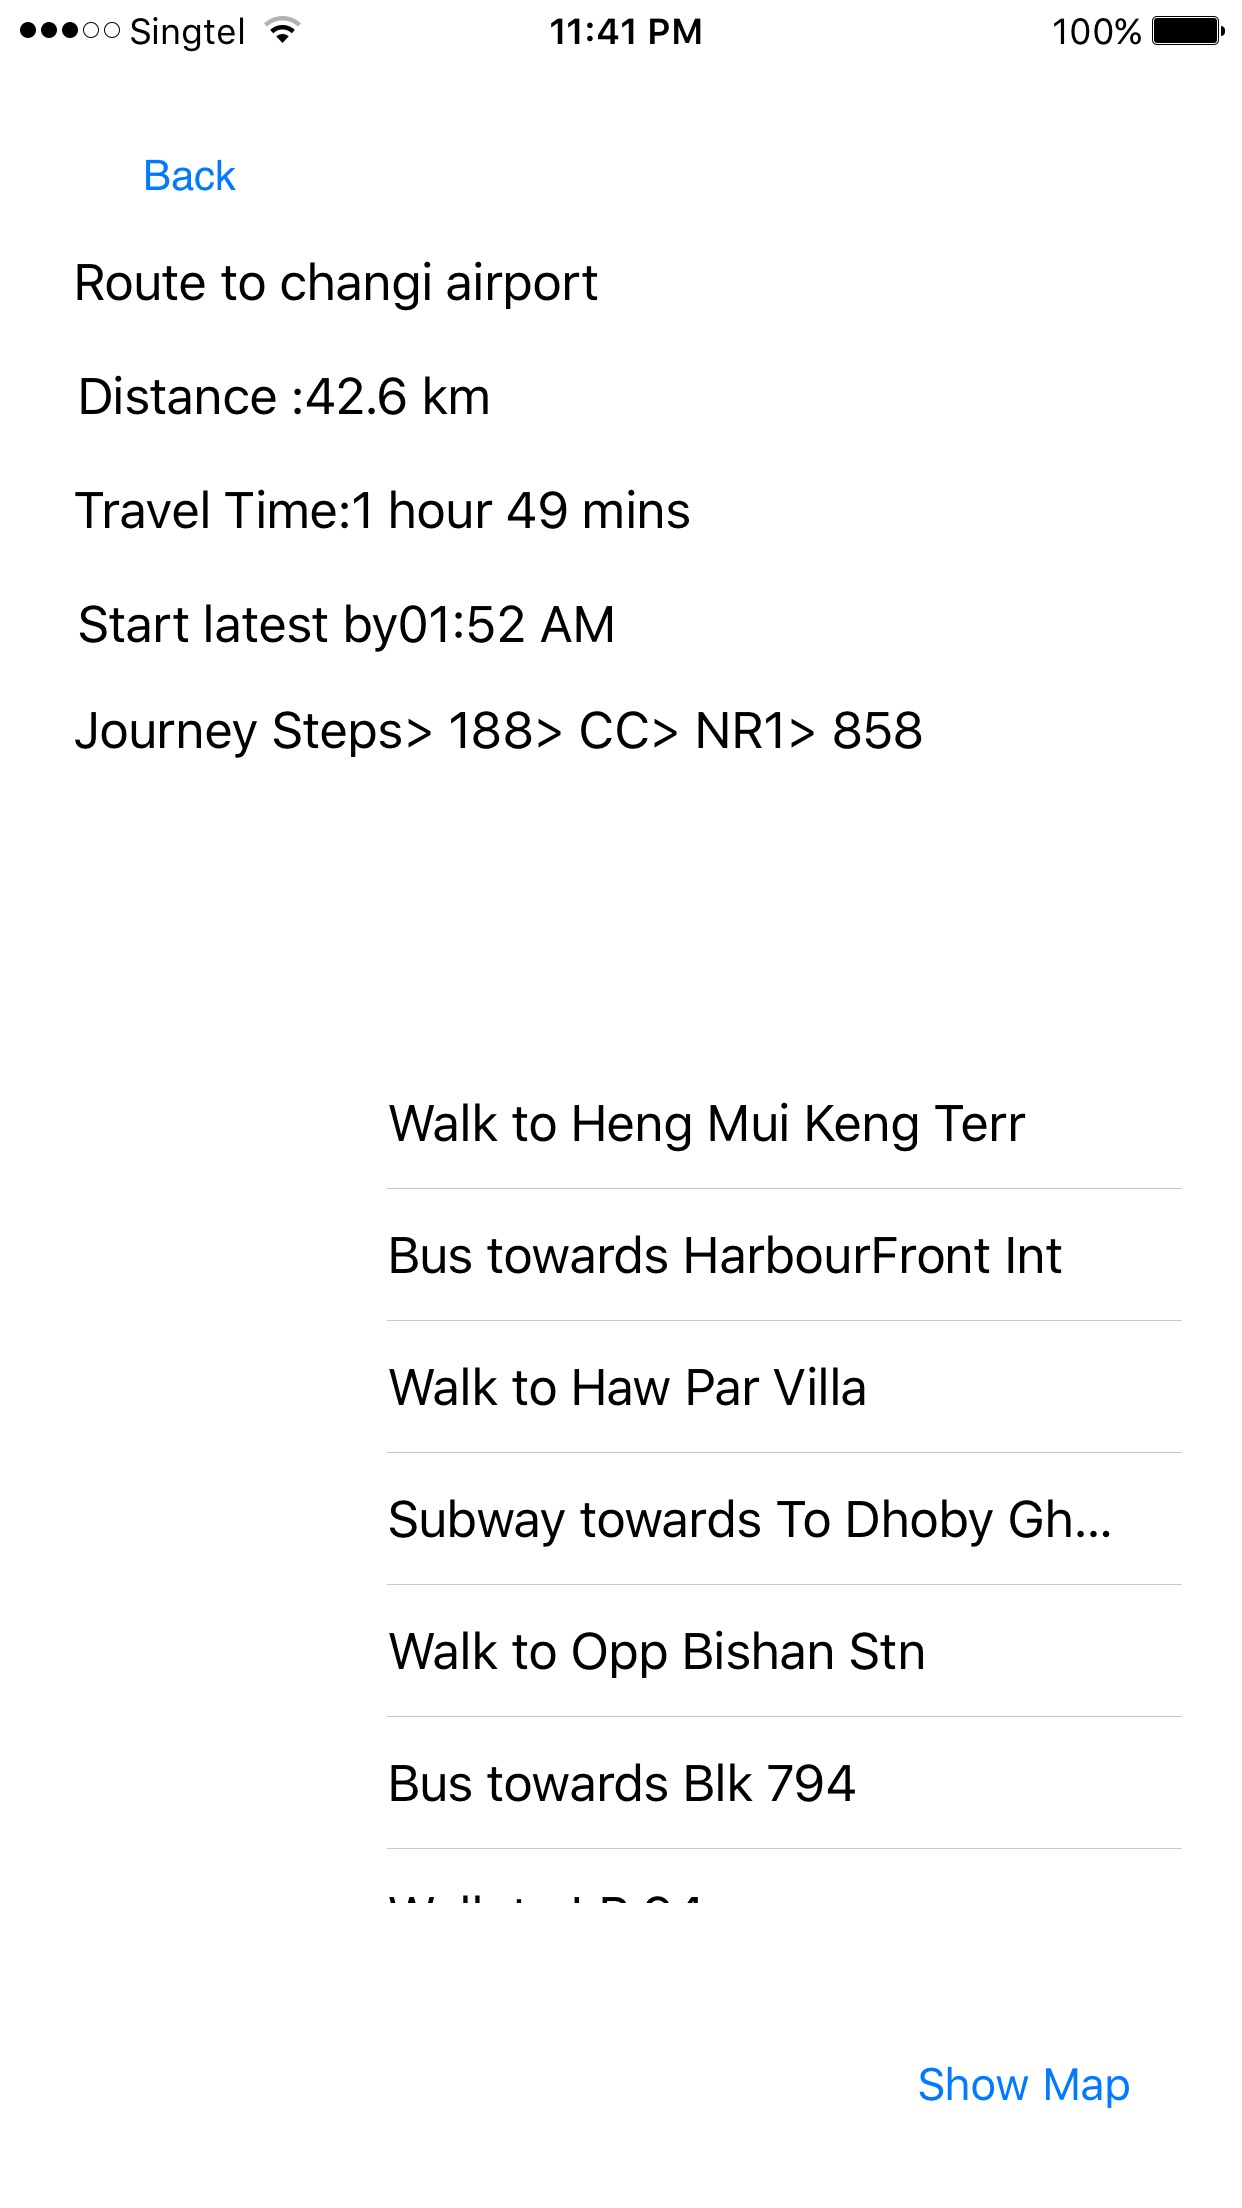 Singtel 11:41 PM 100%
Back
Route to changi airport
Distance :42.6 km
Travel Time:1 hour 49 mins
Start latest by01:52 AM
Journey Steps> 188> CC> NR1> 858
Walk to Heng Mui Keng Terr
Bus towards HarbourFront Int
Walk to Haw Par Villa
Subway towards To Dhoby Gh...
Walk to Opp Bishan Stn
Bus towards Blk 794
Walk to
Show Map